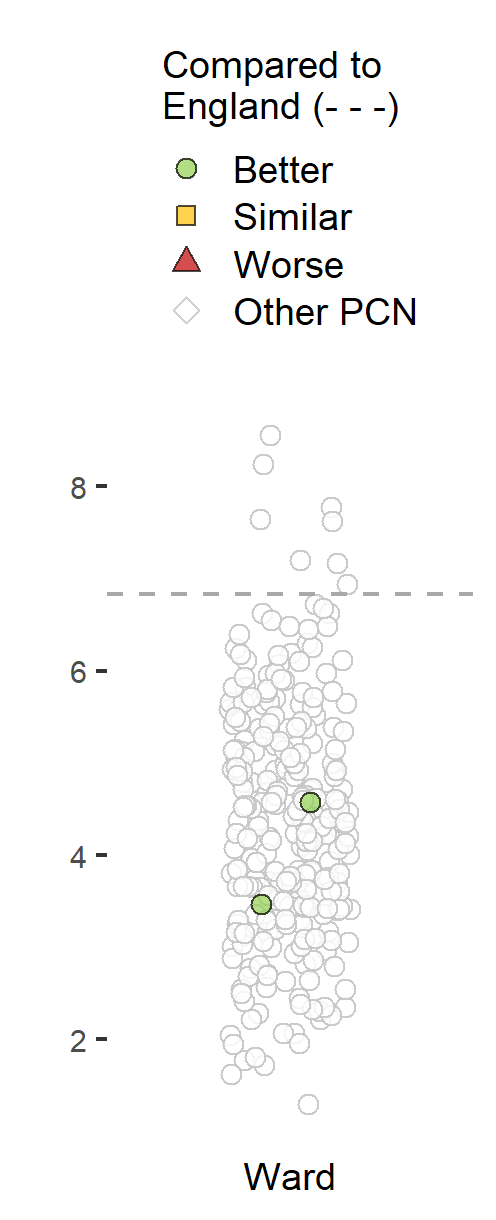 Compared to
England (- - -)
Better
Similar
Worse
Other PCN
8
6
4
2
Ward